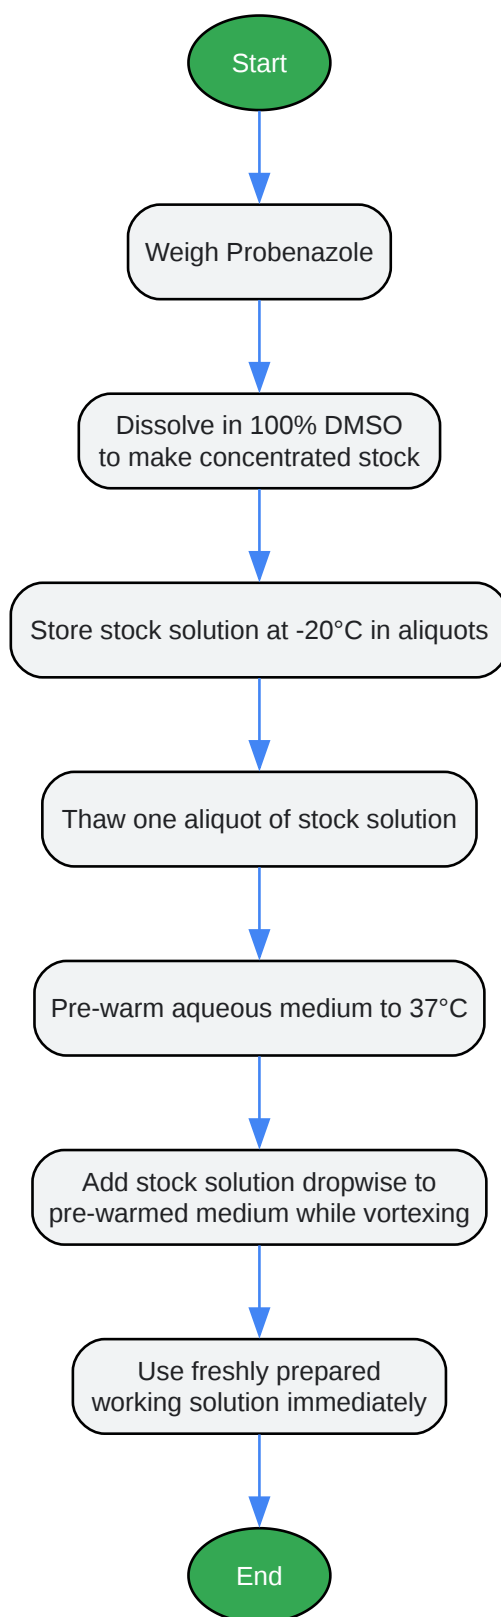 Start
Weigh Probenazole
Dissolve in 100% DMSO
to make concentrated stock
Store stock solution at -20°C in aliquots
Thaw one aliquot of stock solution
Pre-warm aqueous medium to 37°C
Add stock solution dropwise to
pre-warmed medium while vortexing
Use freshly prepared
working solution immediately
End